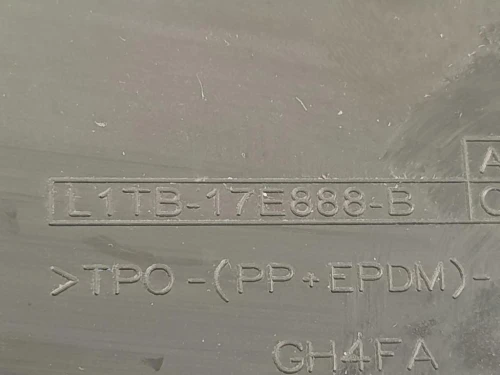 A
L1TB-17E888-B
C
>TPO-(PP+EPDM)-
GH4FA